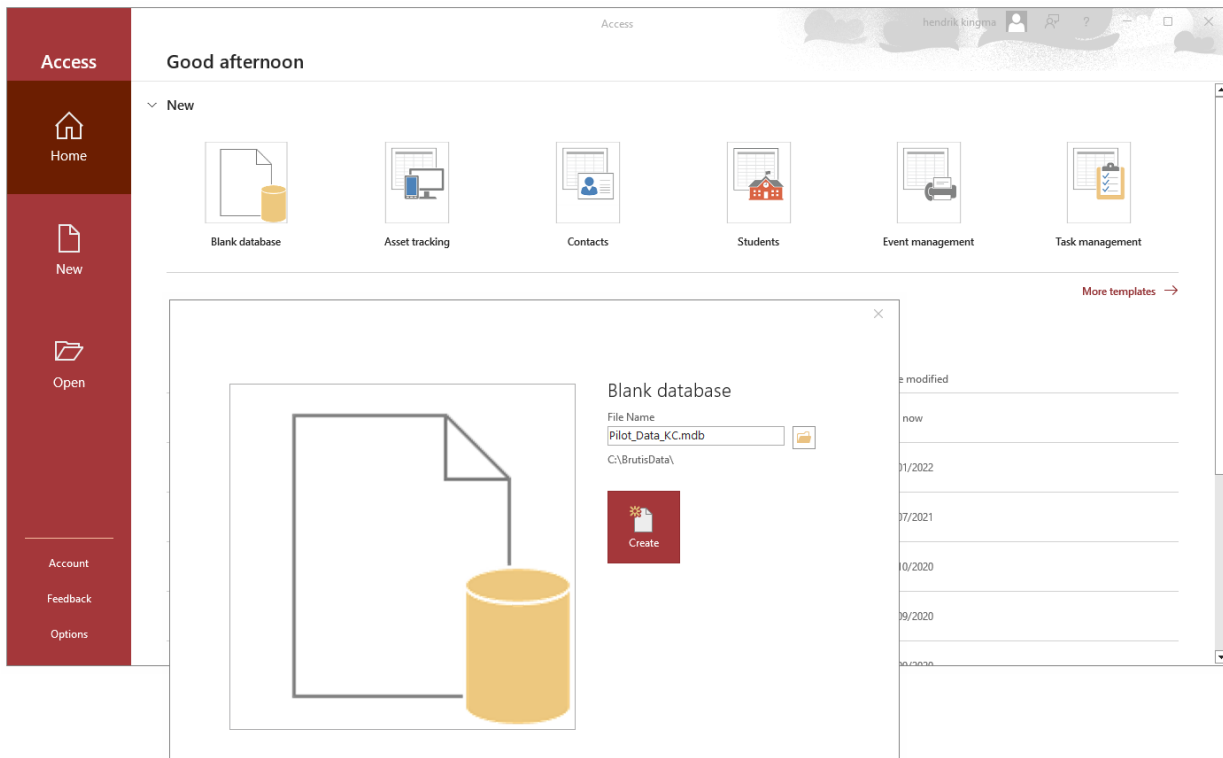 Access
hendrik kingma
?
Access
Good afternoon
Home
New
Open
Account
Feedback
Options
New
Blank database
Asset tracking
Contacts
Students
Event management
Task management
More templates
modified
now
01/2022
07/2021
10/2020
09/2020
Blank database
File Name
Pilot_Data_KC.mdb
C:\BrutisData\
Create